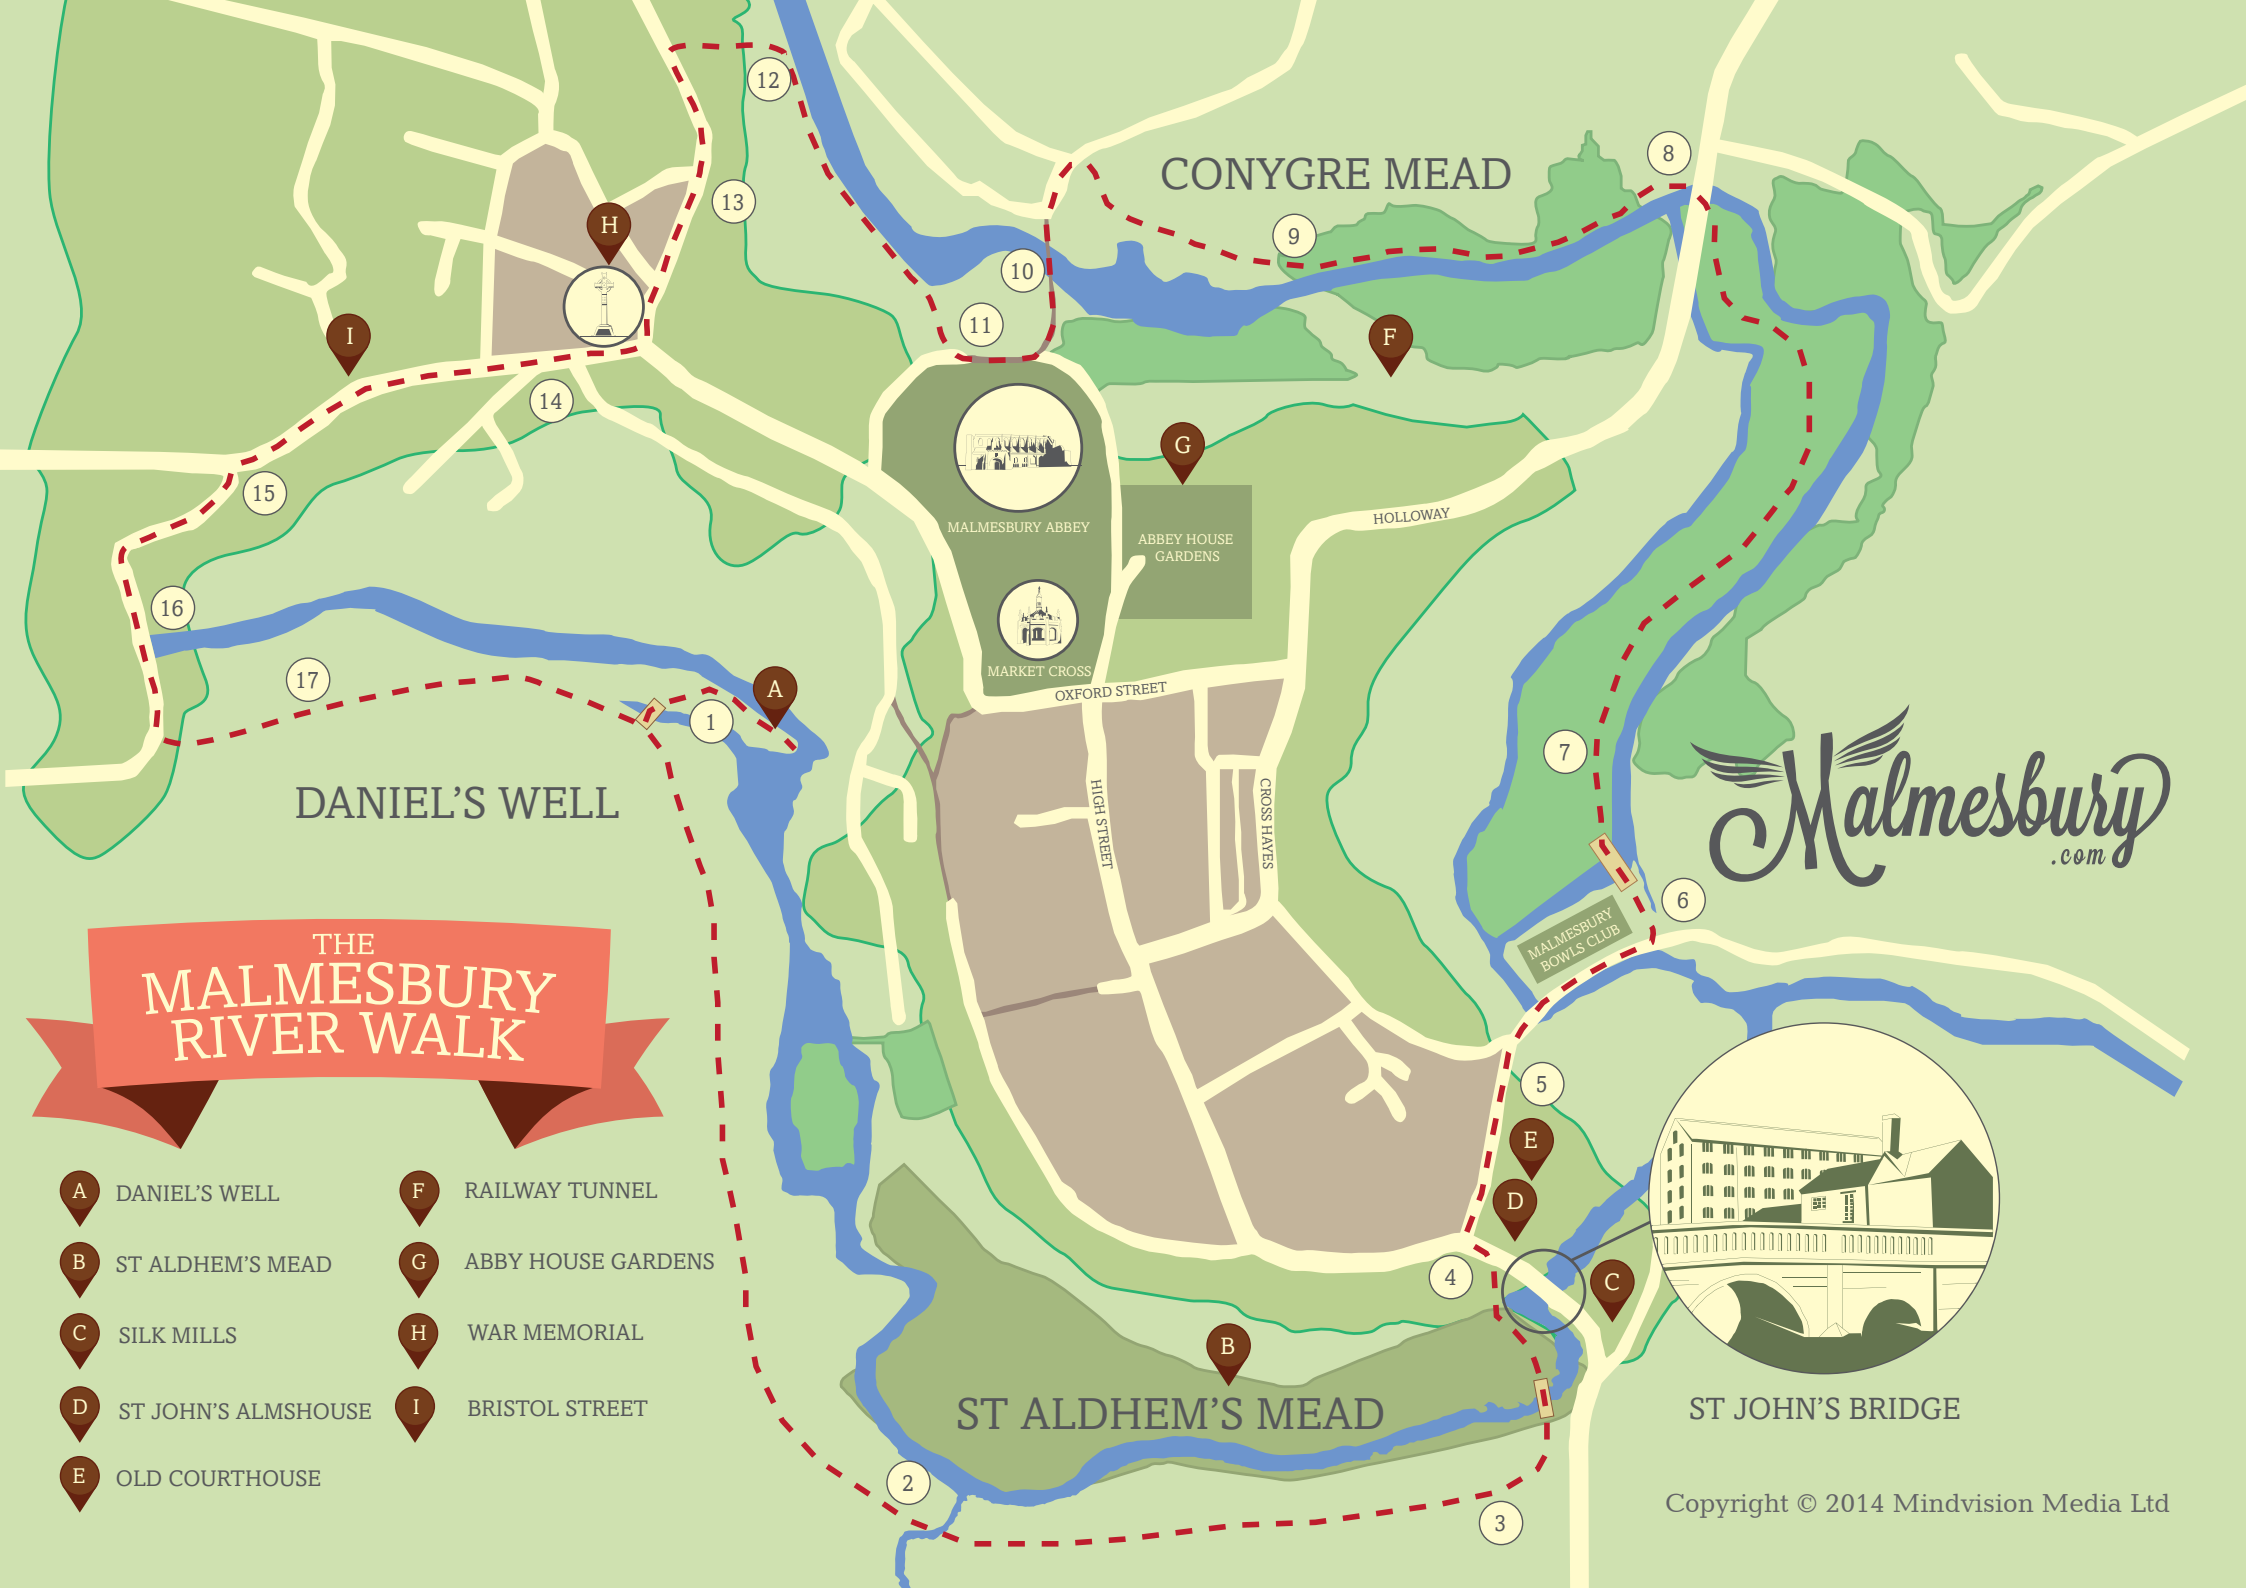 CONYGRE MEAD
12
8
13
H
9
10
11
I
F
14
G
MALMESBURY ABBEY
HOLLOWAY
ABBEY HOUSE
GARDENS
15
16
MARKET CROSS
OXFORD STREET
17
A
1
7
DANIEL'S WELL
HIGH STREET
CROSS HAYES
Malmesbury
.com
6
MALMESBURY
BOWLS CLUB
THE
MALMESBURY
RIVER WALK
5
E
D
4
C
B
ST ALDHEM'S MEAD
ST JOHN'S BRIDGE
2
3
A DANIEL'S WELL
B ST ALDHEM'S MEAD
C SILK MILLS
D ST JOHN'S ALMSHOUSE
E OLD COURTHOUSE
F RAILWAY TUNNEL
G ABBY HOUSE GARDENS
H WAR MEMORIAL
I BRISTOL STREET
Copyright © 2014 Mindvision Media Ltd